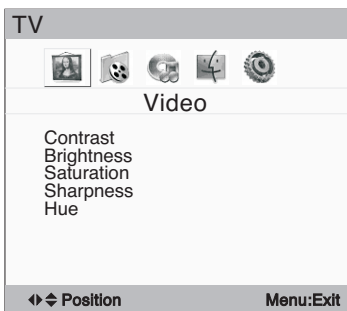 TV
Video
Contrast
Brightness
Saturation
Sharpness
Hue
Position Menu:Exit